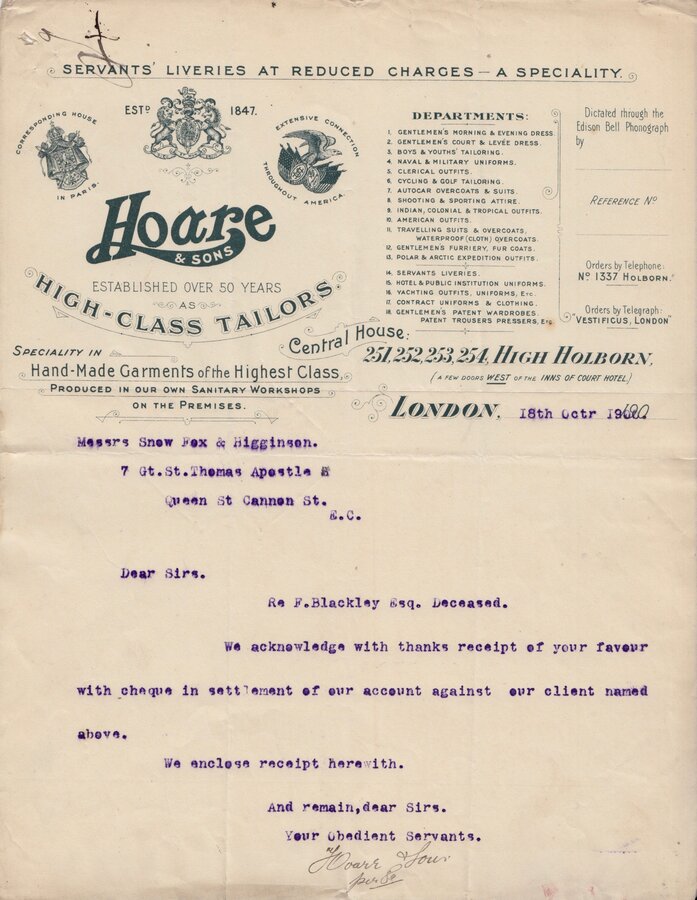 SERVANTS' LIVERIES AT REDUCED CHARGES — A SPECIALITY.
CORRESPONDING HOUSE IN PARIS.
ESTD 1847.
EXTENSIVE CONNECTION THROUGHOUT AMERICA.
Hoare
& SONS
ESTABLISHED OVER 50 YEARS
AS
HIGH-CLASS TAILORS.
SPECIALITY IN
Hand-Made Garments of the Highest Class,
PRODUCED IN OUR OWN SANITARY WORKSHOPS
ON THE PREMISES.
DEPARTMENTS:
1. GENTLEMEN'S MORNING & EVENING DRESS.
2. GENTLEMEN'S COURT & LEVÉE DRESS.
3. BOYS & YOUTHS' TAILORING.
4. NAVAL & MILITARY UNIFORMS.
5. CLERICAL OUTFITS.
6. CYCLING & GOLF TAILORING.
7. AUTOCAR OVERCOATS & SUITS.
8. SHOOTING & SPORTING ATTIRE.
9. INDIAN, COLONIAL & TROPICAL OUTFITS.
10. AMERICAN OUTFITS.
11. TRAVELLING SUITS & OVERCOATS,
WATERPROOF (CLOTH) OVERCOATS.
12. GENTLEMEN'S FURRIERY, FUR COATS.
13. POLAR & ARCTIC EXPEDITION OUTFITS.
14. SERVANTS LIVERIES.
15. HOTEL & PUBLIC INSTITUTION UNIFORMS.
16. YACHTING OUTFITS, UNIFORMS, ETC.
17. CONTRACT UNIFORMS & CLOTHING.
18. GENTLEMEN'S PATENT WARDROBES.
PATENT TROUSERS PRESSERS, ETC.
Dictated through the
Edison Bell Phonograph
by
REFERENCE No
Orders by Telephone:
No 1337 HOLBORN.
Orders by Telegraph:
"VESTIFICUS, LONDON"
Central House:
251, 252, 253, 254, HIGH HOLBORN,
(A FEW DOORS WEST OF THE INNS OF COURT HOTEL)
LONDON, 18th Octr 1900.
Messrs Snow Fox & Higginson.
7 Gt.St.Thomas Apostle
Queen St Cannon St.
E.C.
Dear Sirs.
Re F.Blackley Esq. Deceased.
We acknowledge with thanks receipt of your favour
with cheque in settlement of our account against our client named
above.
We enclose receipt herewith.
And remain,dear Sirs.
Your Obedient Servants.
Hoare & Sons